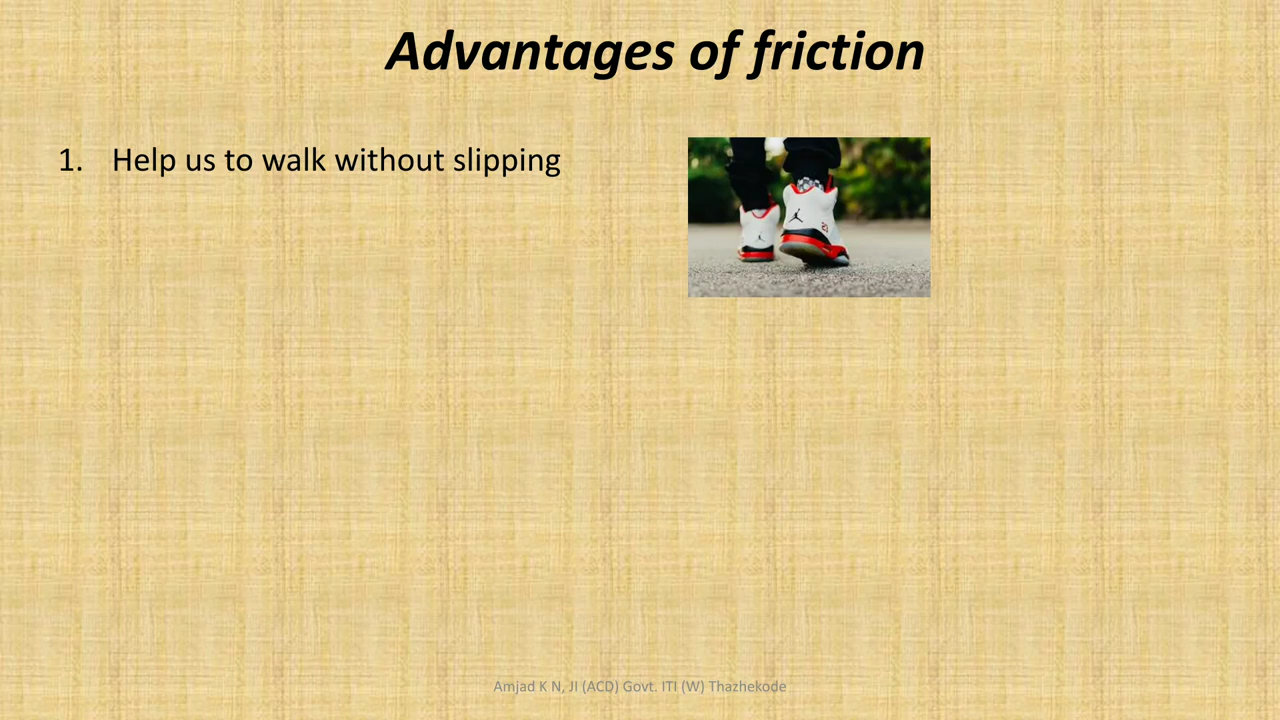 Advantages of friction
1. Help us to walk without slipping
Amjad K N, JI (ACD) Govt. ITI (W) Thazhekode